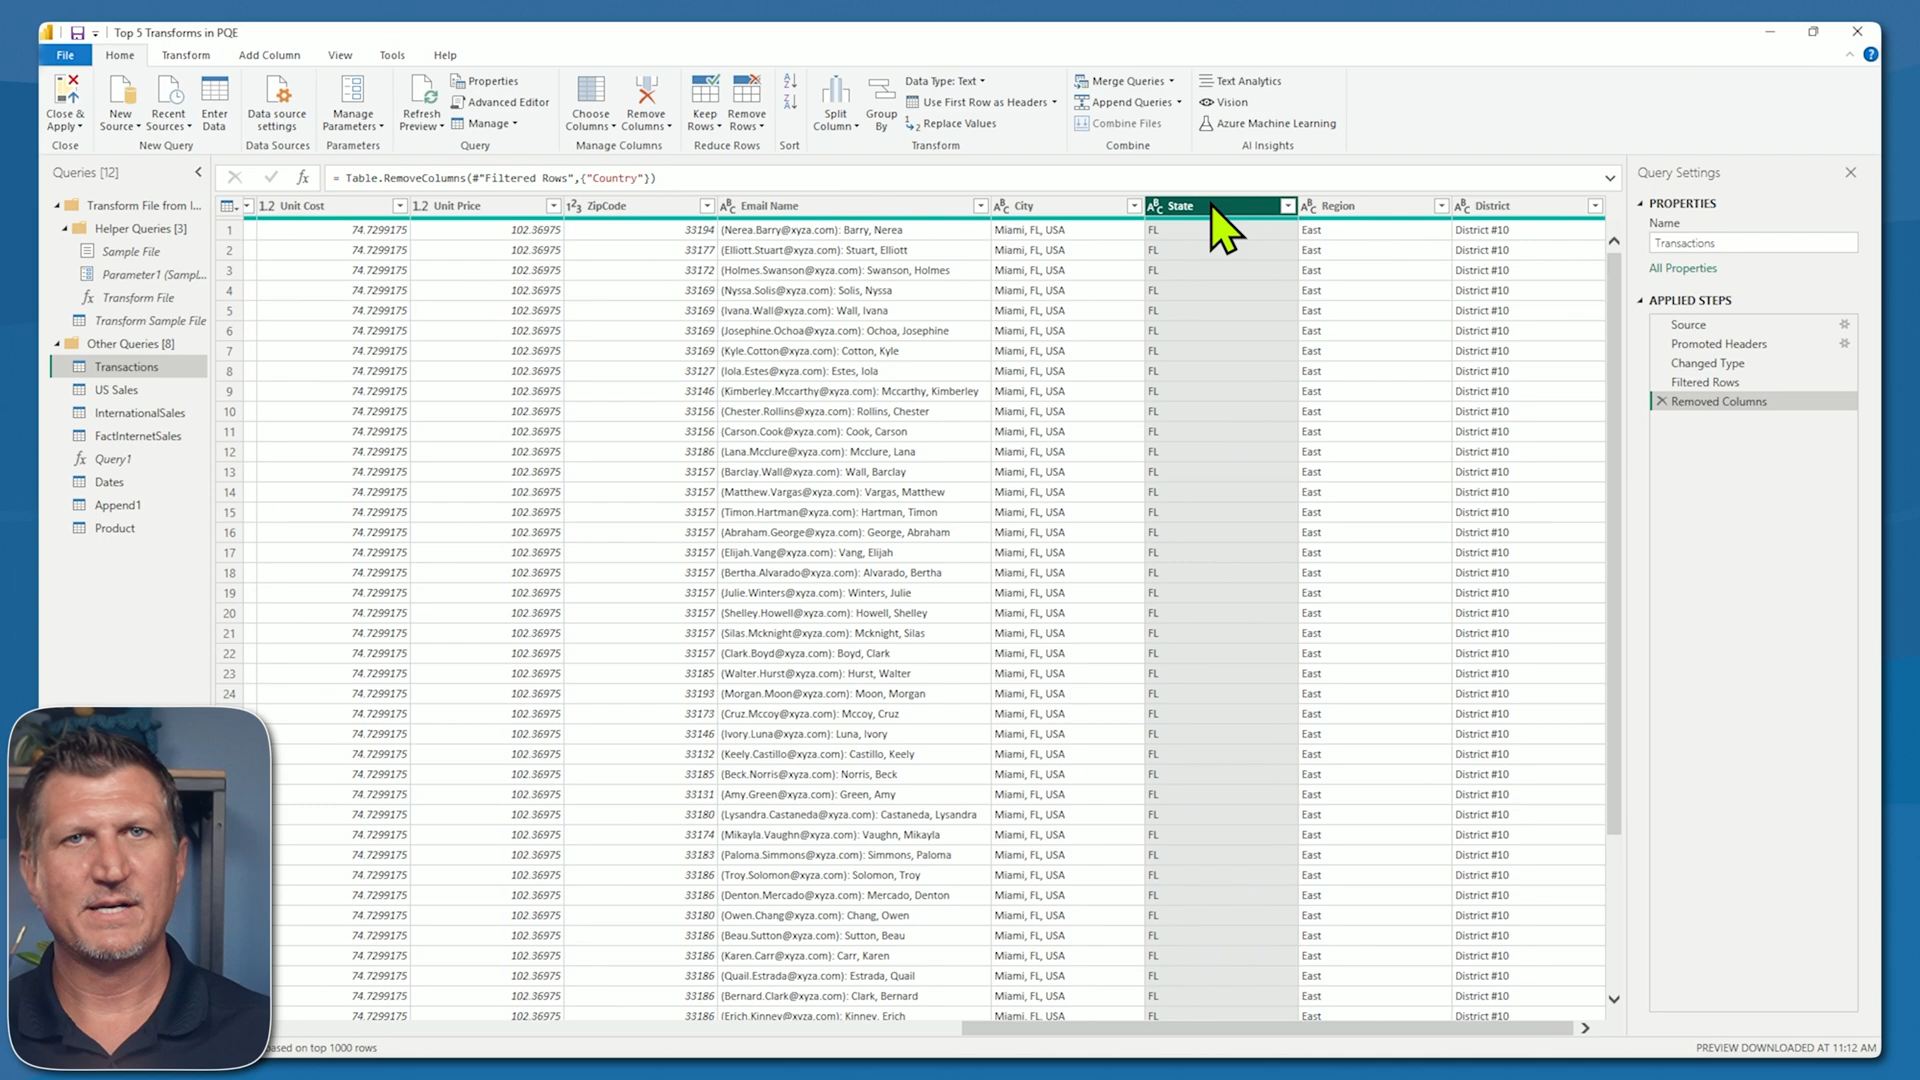 Top 5 Transforms in PQE
File Home Transform Add Column View Tools Help
Close & Apply
Close
New Source
Recent Sources
Enter Data
New Query
Data source settings
Data Sources
Manage Parameters
Parameters
Refresh Preview
Properties
Advanced Editor
Manage
Query
Choose Columns
Remove Columns
Manage Columns
Keep Rows
Remove Rows
Reduce Rows
Sort
Split Column
Group By
Data Type: Text
Use First Row as Headers
Replace Values
Transform
Merge Queries
Append Queries
Combine Files
Combine
Text Analytics
Vision
Azure Machine Learning
AI Insights
Queries [12]
Transform File from I...
Helper Queries [3]
Sample File
Parameter1 (Sampl...
Transform File
Transform Sample File
Other Queries [8]
Transactions
US Sales
InternationalSales
FactInternetSales
Query1
Dates
Append1
Product
= Table.RemoveColumns(#"Filtered Rows",{"Country"})
1.2 Unit Cost 1.2 Unit Price 123 ZipCode ABC Email Name ABC City ABC State ABC Region ABC District
1 74.7299175 102.36975 33194 (Nerea.Barry@xyza.com): Barry, Nerea Miami, FL, USA FL East District #10
2 74.7299175 102.36975 33177 (Elliott.Stuart@xyza.com): Stuart, Elliott Miami, FL, USA FL East District #10
3 74.7299175 102.36975 33172 (Holmes.Swanson@xyza.com): Swanson, Holmes Miami, FL, USA FL East District #10
4 74.7299175 102.36975 33169 (Nyssa.Solis@xyza.com): Solis, Nyssa Miami, FL, USA FL East District #10
5 74.7299175 102.36975 33169 (Ivana.Wall@xyza.com): Wall, Ivana Miami, FL, USA FL East District #10
6 74.7299175 102.36975 33169 (Josephine.Ochoa@xyza.com): Ochoa, Josephine Miami, FL, USA FL East District #10
7 74.7299175 102.36975 33169 (Kyle.Cotton@xyza.com): Cotton, Kyle Miami, FL, USA FL East District #10
8 74.7299175 102.36975 33127 (Iola.Estes@xyza.com): Estes, Iola Miami, FL, USA FL East District #10
9 74.7299175 102.36975 33146 (Kimberley.Mccarthy@xyza.com): Mccarthy, Kimberley Miami, FL, USA FL East District #10
10 74.7299175 102.36975 33156 (Chester.Rollins@xyza.com): Rollins, Chester Miami, FL, USA FL East District #10
11 74.7299175 102.36975 33156 (Carson.Cook@xyza.com): Cook, Carson Miami, FL, USA FL East District #10
12 74.7299175 102.36975 33186 (Lana.Mcclure@xyza.com): Mcclure, Lana Miami, FL, USA FL East District #10
13 74.7299175 102.36975 33157 (Barclay.Wall@xyza.com): Wall, Barclay Miami, FL, USA FL East District #10
14 74.7299175 102.36975 33157 (Matthew.Vargas@xyza.com): Vargas, Matthew Miami, FL, USA FL East District #10
15 74.7299175 102.36975 33157 (Timon.Hartman@xyza.com): Hartman, Timon Miami, FL, USA FL East District #10
16 74.7299175 102.36975 33157 (Abraham.George@xyza.com): George, Abraham Miami, FL, USA FL East District #10
17 74.7299175 102.36975 33157 (Elijah.Vang@xyza.com): Vang, Elijah Miami, FL, USA FL East District #10
18 74.7299175 102.36975 33157 (Bertha.Alvarado@xyza.com): Alvarado, Bertha Miami, FL, USA FL East District #10
19 74.7299175 102.36975 33157 (Julie.Winters@xyza.com): Winters, Julie Miami, FL, USA FL East District #10
20 74.7299175 102.36975 33157 (Shelley.Howell@xyza.com): Howell, Shelley Miami, FL, USA FL East District #10
21 74.7299175 102.36975 33157 (Silas.Mcknight@xyza.com): Mcknight, Silas Miami, FL, USA FL East District #10
22 74.7299175 102.36975 33157 (Clark.Boyd@xyza.com): Boyd, Clark Miami, FL, USA FL East District #10
23 74.7299175 102.36975 33185 (Walter.Hurst@xyza.com): Hurst, Walter Miami, FL, USA FL East District #10
24 74.7299175 102.36975 33193 (Morgan.Moon@xyza.com): Moon, Morgan Miami, FL, USA FL East District #10
74.7299175 102.36975 33173 (Cruz.Mccoy@xyza.com): Mccoy, Cruz Miami, FL, USA FL East District #10
74.7299175 102.36975 33146 (Ivory.Luna@xyza.com): Luna, Ivory Miami, FL, USA FL East District #10
74.7299175 102.36975 33132 (Keely.Castillo@xyza.com): Castillo, Keely Miami, FL, USA FL East District #10
74.7299175 102.36975 33185 (Beck.Norris@xyza.com): Norris, Beck Miami, FL, USA FL East District #10
74.7299175 102.36975 33131 (Amy.Green@xyza.com): Green, Amy Miami, FL, USA FL East District #10
74.7299175 102.36975 33180 (Lysandra.Castaneda@xyza.com): Castaneda, Lysandra Miami, FL, USA FL East District #10
74.7299175 102.36975 33174 (Mikayla.Vaughn@xyza.com): Vaughn, Mikayla Miami, FL, USA FL East District #10
74.7299175 102.36975 33183 (Paloma.Simmons@xyza.com): Simmons, Paloma Miami, FL, USA FL East District #10
74.7299175 102.36975 33186 (Troy.Solomon@xyza.com): Solomon, Troy Miami, FL, USA FL East District #10
74.7299175 102.36975 33186 (Denton.Mercado@xyza.com): Mercado, Denton Miami, FL, USA FL East District #10
74.7299175 102.36975 33180 (Owen.Chang@xyza.com): Chang, Owen Miami, FL, USA FL East District #10
74.7299175 102.36975 33186 (Beau.Sutton@xyza.com): Sutton, Beau Miami, FL, USA FL East District #10
74.7299175 102.36975 33186 (Karen.Carr@xyza.com): Carr, Karen Miami, FL, USA FL East District #10
74.7299175 102.36975 33186 (Quail.Estrada@xyza.com): Estrada, Quail Miami, FL, USA FL East District #10
74.7299175 102.36975 33186 (Bernard.Clark@xyza.com): Clark, Bernard Miami, FL, USA FL East District #10
74.7299175 102.36975 33186 (Erich.Kinney@xyza.com): Kinney, Erich Miami, FL, USA FL East District #10
based on top 1000 rows
Query Settings
PROPERTIES
Name
Transactions
All Properties
APPLIED STEPS
Source
Promoted Headers
Changed Type
Filtered Rows
Removed Columns
PREVIEW DOWNLOADED AT 11:12 AM